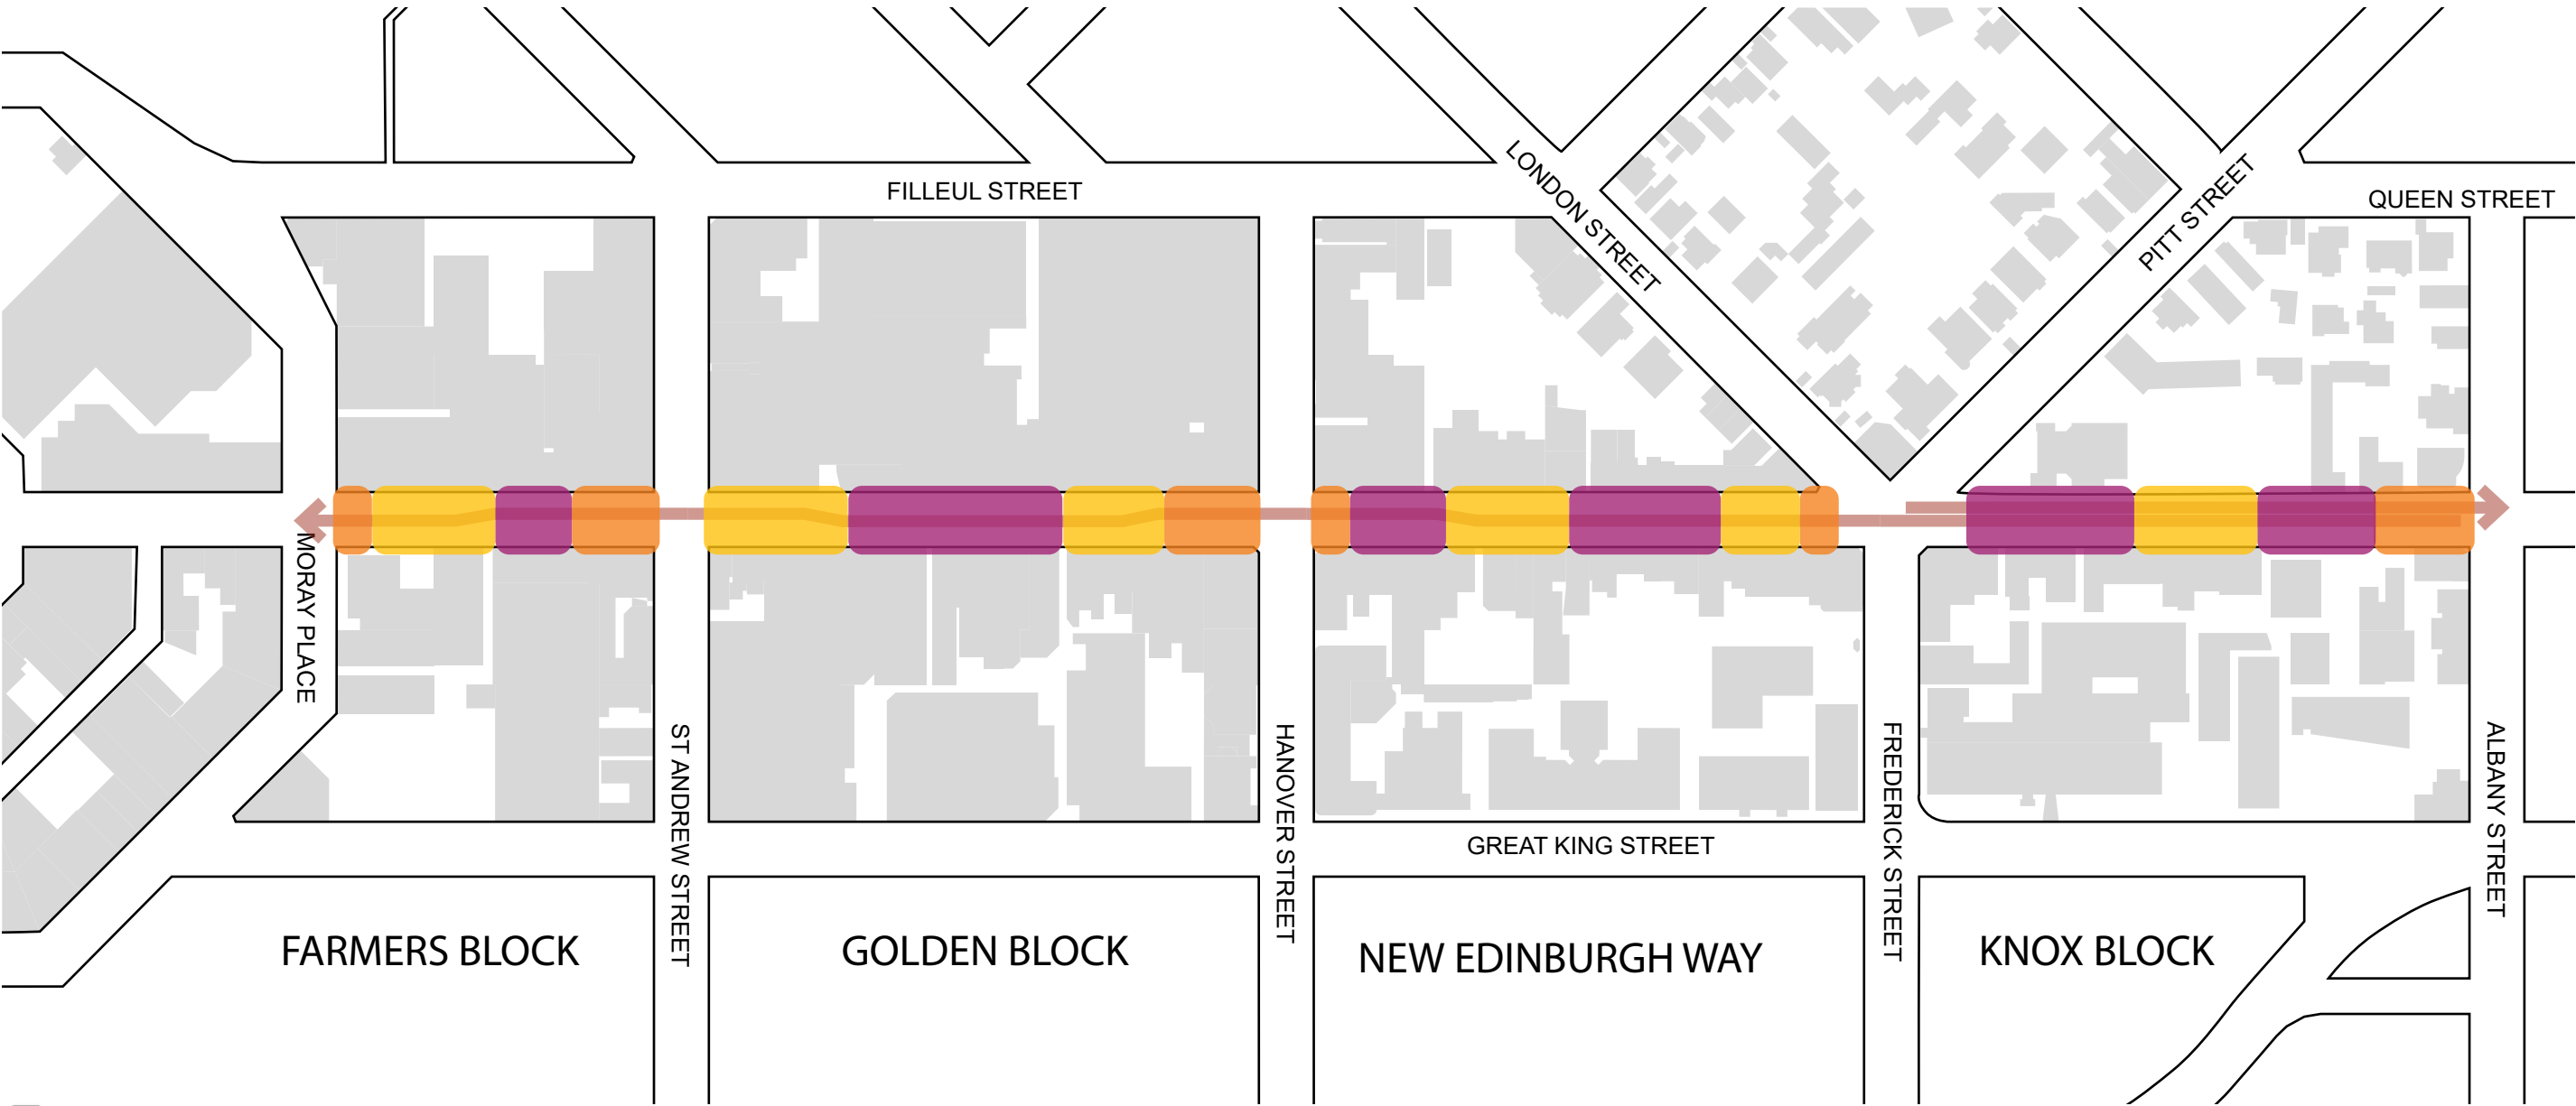 LONDON STREET
PITT STREET
FILLEUL STREET
QUEEN STREET
MORAY PLACE
ST ANDREW STREET
HANOVER STREET
FREDERICK STREET
ALBANY STREET
GREAT KING STREET
FARMERS BLOCK
GOLDEN BLOCK
NEW EDINBURGH WAY
KNOX BLOCK